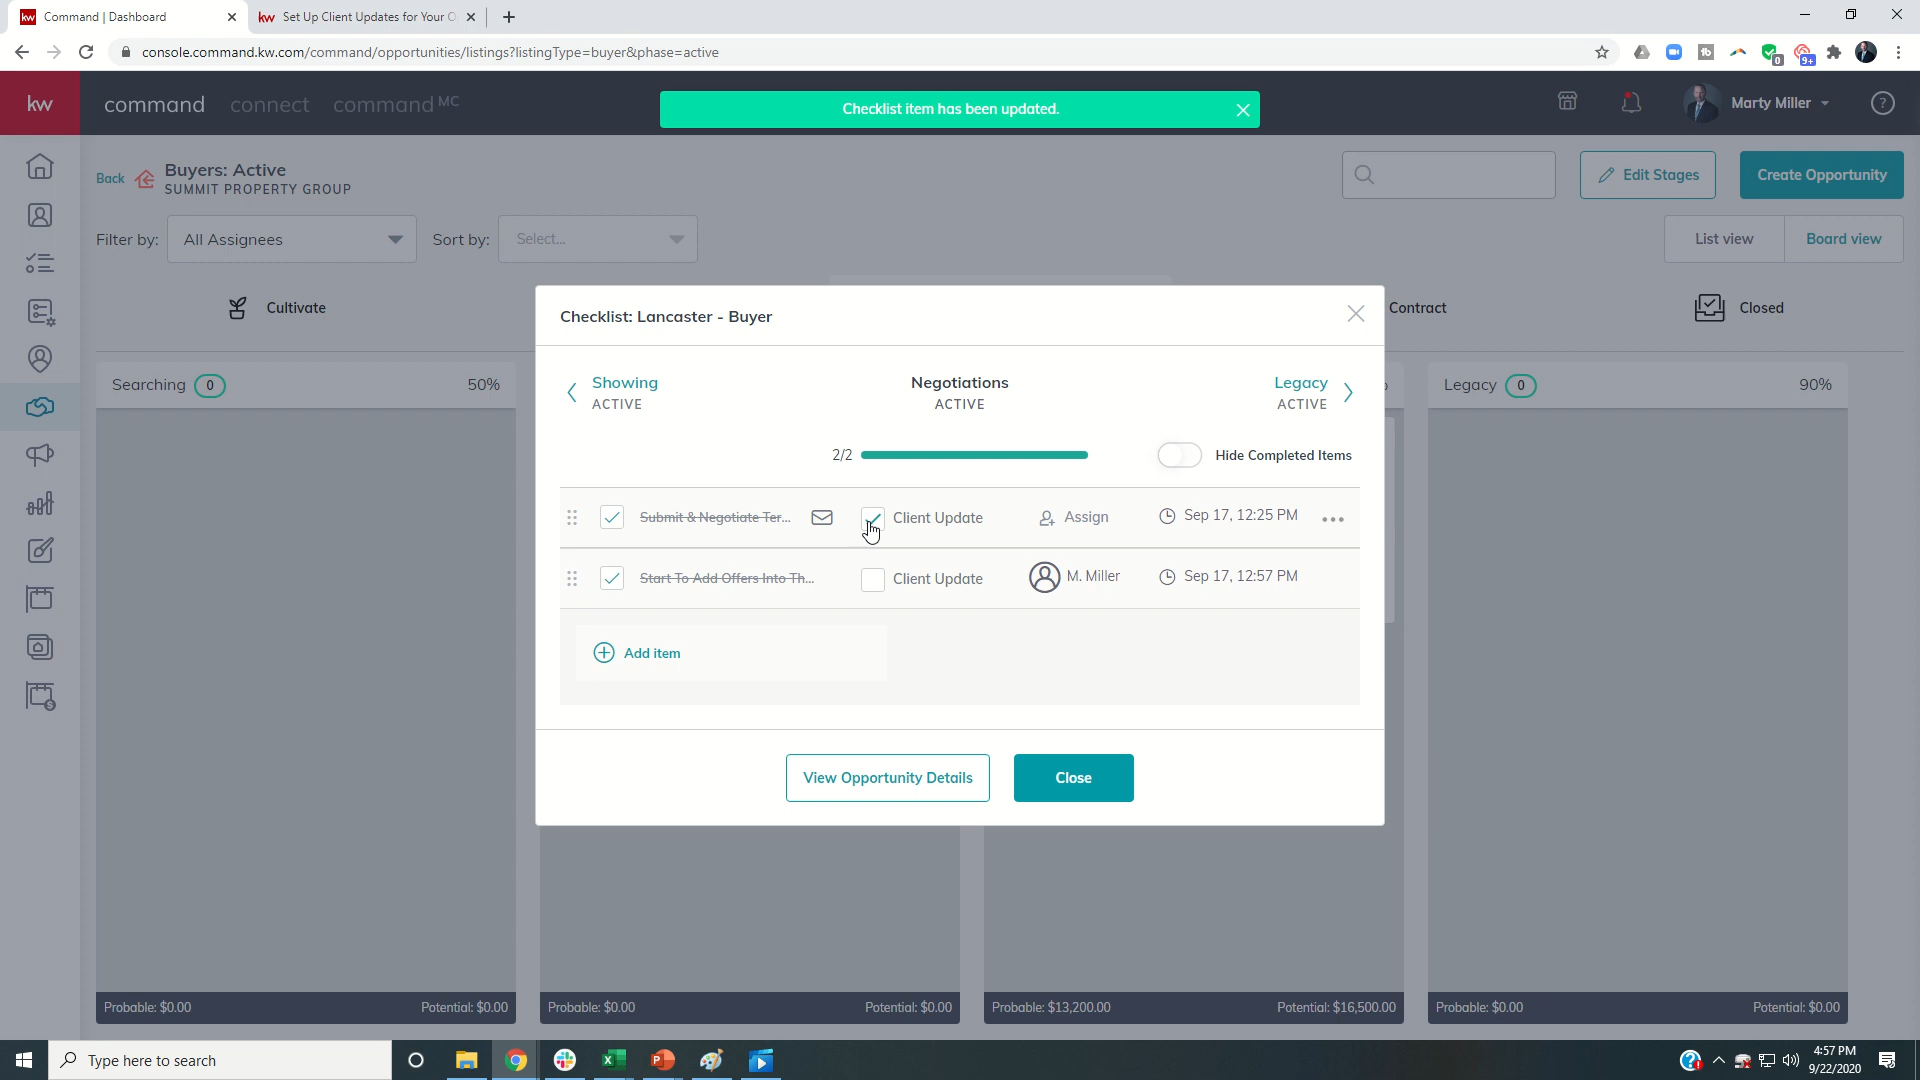 kw Command | Dashboard
kw Set Up Client Updates for Your O
console.command.kw.com/command/opportunities/listings?listingType=buyer&phase=active
0
9+
kw command connect command MC
Checklist item has been updated.
Marty Miller
?
Back
Buyers: Active
SUMMIT PROPERTY GROUP
Edit Stages
Create Opportunity
Filter by: All Assignees
Sort by: Select...
List view
Board view
Cultivate
Contract
Closed
Searching 0 50%
Legacy 0 90%
Checklist: Lancaster - Buyer
Showing
ACTIVE
Negotiations
ACTIVE
Legacy
ACTIVE
2/2
Hide Completed Items
Submit & Negotiate Ter... Client Update Assign Sep 17, 12:25 PM
Start To Add Offers Into Th... Client Update M. Miller Sep 17, 12:57 PM
Add item
View Opportunity Details
Close
Probable: $0.00 Potential: $0.00
Probable: $0.00 Potential: $0.00
Probable: $13,200.00 Potential: $16,500.00
Probable: $0.00 Potential: $0.00
Type here to search
4:57 PM
9/22/2020